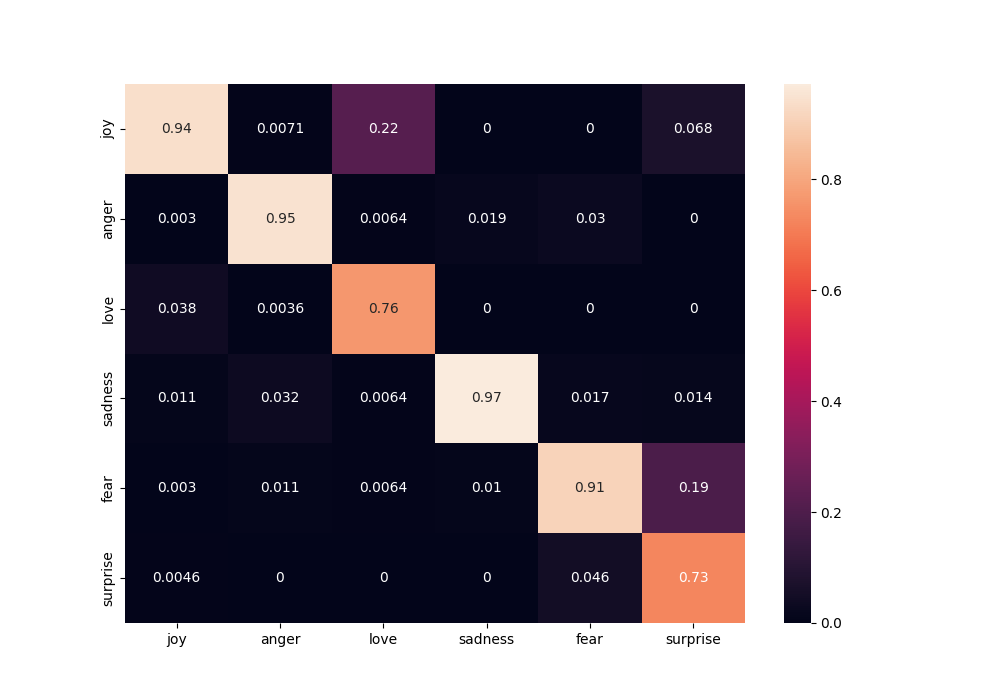 joy 0.94 0.0071 0.22 0 0 0.068
anger 0.003 0.95 0.0064 0.019 0.03 0
love 0.038 0.0036 0.76 0 0 0
sadness 0.011 0.032 0.0064 0.97 0.017 0.014
fear 0.003 0.011 0.0064 0.01 0.91 0.19
surprise 0.0046 0 0 0 0.046 0.73
joy anger love sadness fear surprise
0.8
0.6
0.4
0.2
0.0